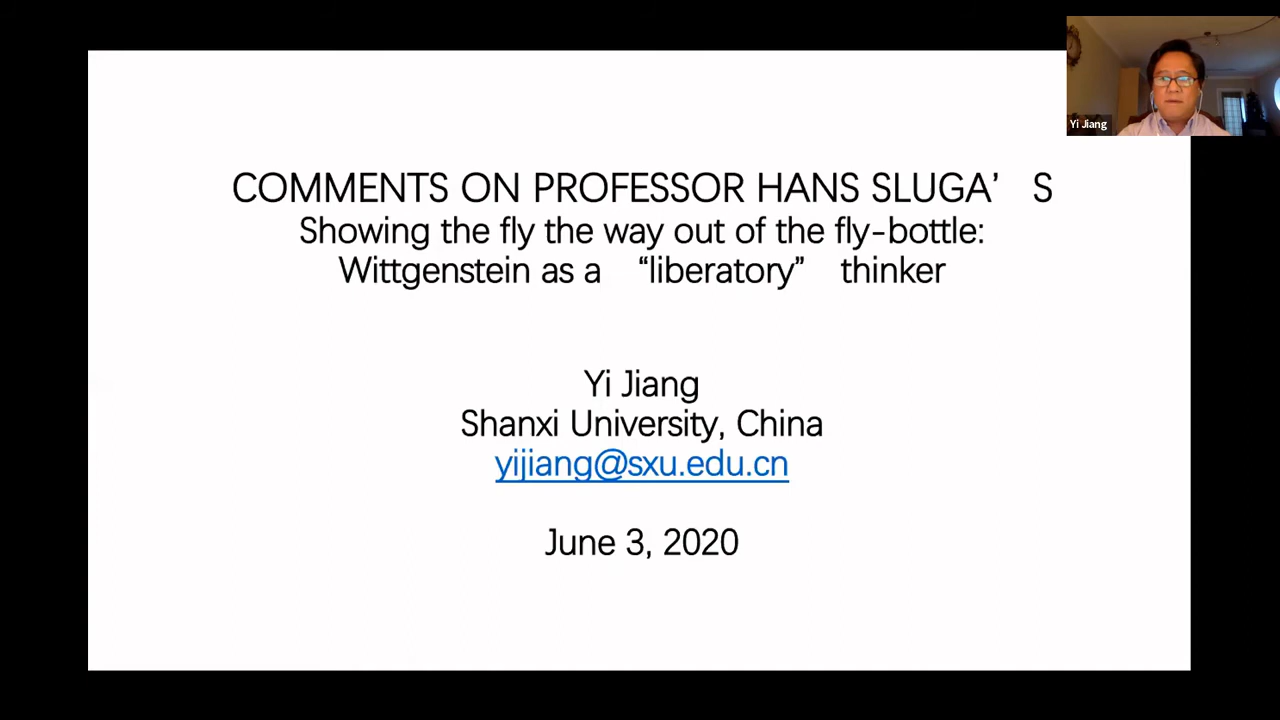 Yi Jiang
COMMENTS ON PROFESSOR HANS SLUGA’ S
Showing the fly the way out of the fly-bottle:
Wittgenstein as a “liberatory” thinker
Yi Jiang
Shanxi University, China
yijiang@sxu.edu.cn
June 3, 2020